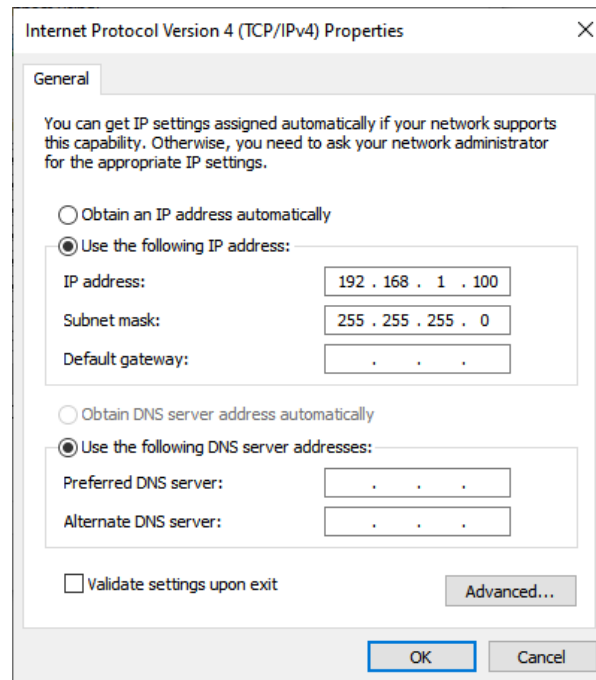 Internet Protocol Version 4 (TCP/IPv4) Properties
General
You can get IP settings assigned automatically if your network supports
this capability. Otherwise, you need to ask your network administrator
for the appropriate IP settings.
Obtain an IP address automatically
Use the following IP address:
IP address: 192 . 168 . 1 . 100
Subnet mask: 255 . 255 . 255 . 0
Default gateway: . . .
Obtain DNS server address automatically
Use the following DNS server addresses:
Preferred DNS server: . . .
Alternate DNS server: . . .
Validate settings upon exit
Advanced...
OK Cancel